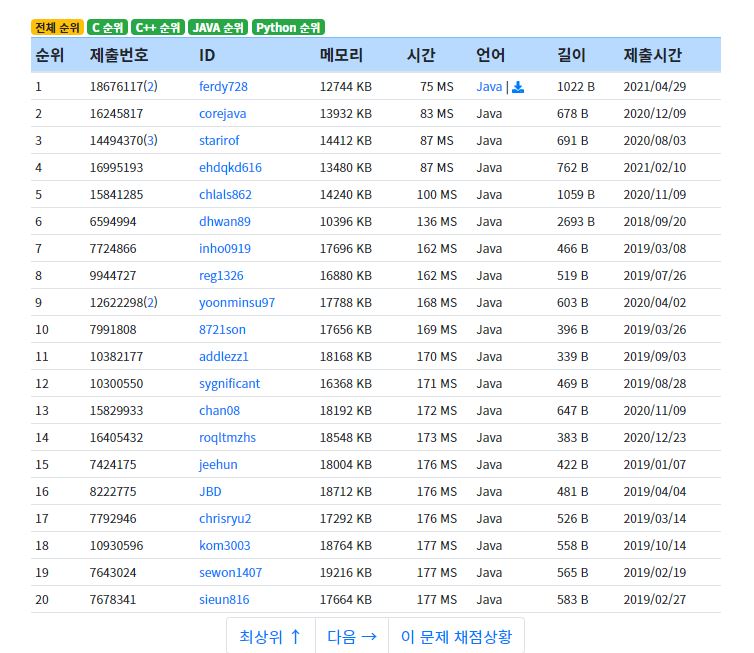 전체 순위 C 순위 C++ 순위 JAVA 순위 Python 순위
순위 제출번호 ID 메모리 시간 언어 길이 제출시간
1 18676117(2) ferdy728 12744 KB 75 MS Java | 1022 B 2021/04/29
2 16245817 corejava 13932 KB 83 MS Java 678 B 2020/12/09
3 14494370(3) starirof 14412 KB 87 MS Java 691 B 2020/08/03
4 16995193 ehdqkd616 13480 KB 87 MS Java 762 B 2021/02/10
5 15841285 chlals862 14240 KB 100 MS Java 1059 B 2020/11/09
6 6594994 dhwan89 10396 KB 136 MS Java 2693 B 2018/09/20
7 7724866 inho0919 17696 KB 162 MS Java 466 B 2019/03/08
8 9944727 reg1326 16880 KB 162 MS Java 519 B 2019/07/26
9 12622298(2) yoonminsu97 17788 KB 168 MS Java 603 B 2020/04/02
10 7991808 8721son 17656 KB 169 MS Java 396 B 2019/03/26
11 10382177 addlezz1 18168 KB 170 MS Java 339 B 2019/09/03
12 10300550 sygnificant 16368 KB 171 MS Java 469 B 2019/08/28
13 15829933 chan08 18192 KB 172 MS Java 647 B 2020/11/09
14 16405432 roqltmzhs 18548 KB 173 MS Java 383 B 2020/12/23
15 7424175 jeehun 18004 KB 176 MS Java 422 B 2019/01/07
16 8222775 JBD 18712 KB 176 MS Java 481 B 2019/04/04
17 7792946 chrisryu2 17292 KB 176 MS Java 526 B 2019/03/14
18 10930596 kom3003 18764 KB 177 MS Java 558 B 2019/10/14
19 7643024 sewon1407 19216 KB 177 MS Java 565 B 2019/02/19
20 7678341 sieun816 17664 KB 177 MS Java 583 B 2019/02/27
최상위 ↑ 다음 → 이 문제 채점상황